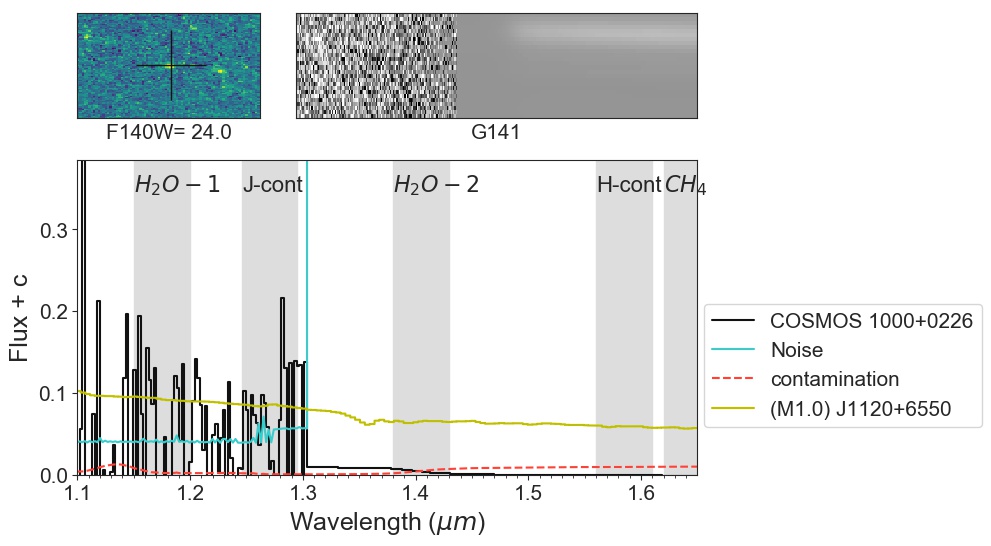 F140W= 24.0
G141
H₂O − 1
J-cont
H₂O − 2
H-cont
CH₄
Flux + c
0.3
0.2
0.1
0.0
1.1 1.2 1.3 1.4 1.5 1.6
Wavelength (μm)
COSMOS 1000+0226
Noise
contamination
(M1.0) J1120+6550